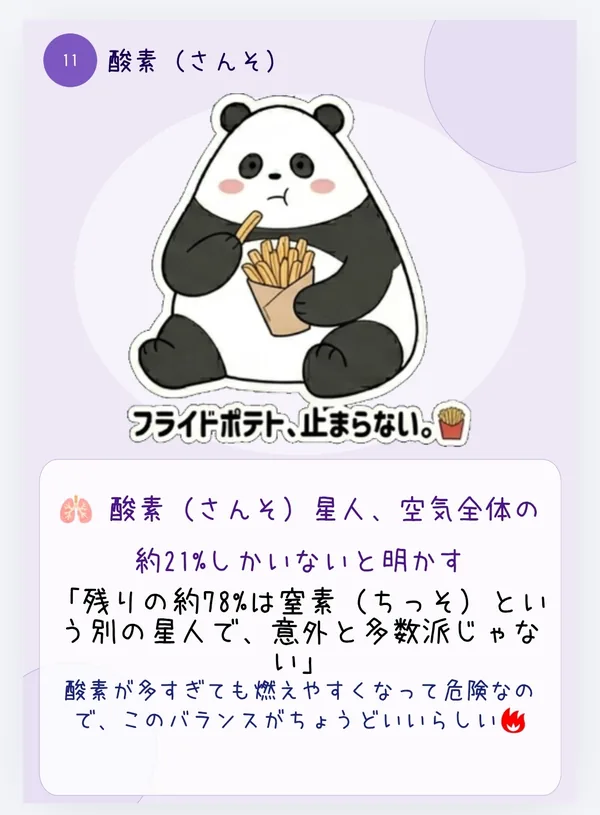 11
酸素（さんそ）
フライドポテト、止まらない。🍟
🫁 酸素（さんそ）星人、空気全体の
約21%しかいないと明かす
「残りの約78%は窒素（ちっそ）とい
う別の星人で、意外と多数派じゃな
い」
酸素が多すぎても燃えやすくなって危険なの
で、このバランスがちょうどいいらしい🔥